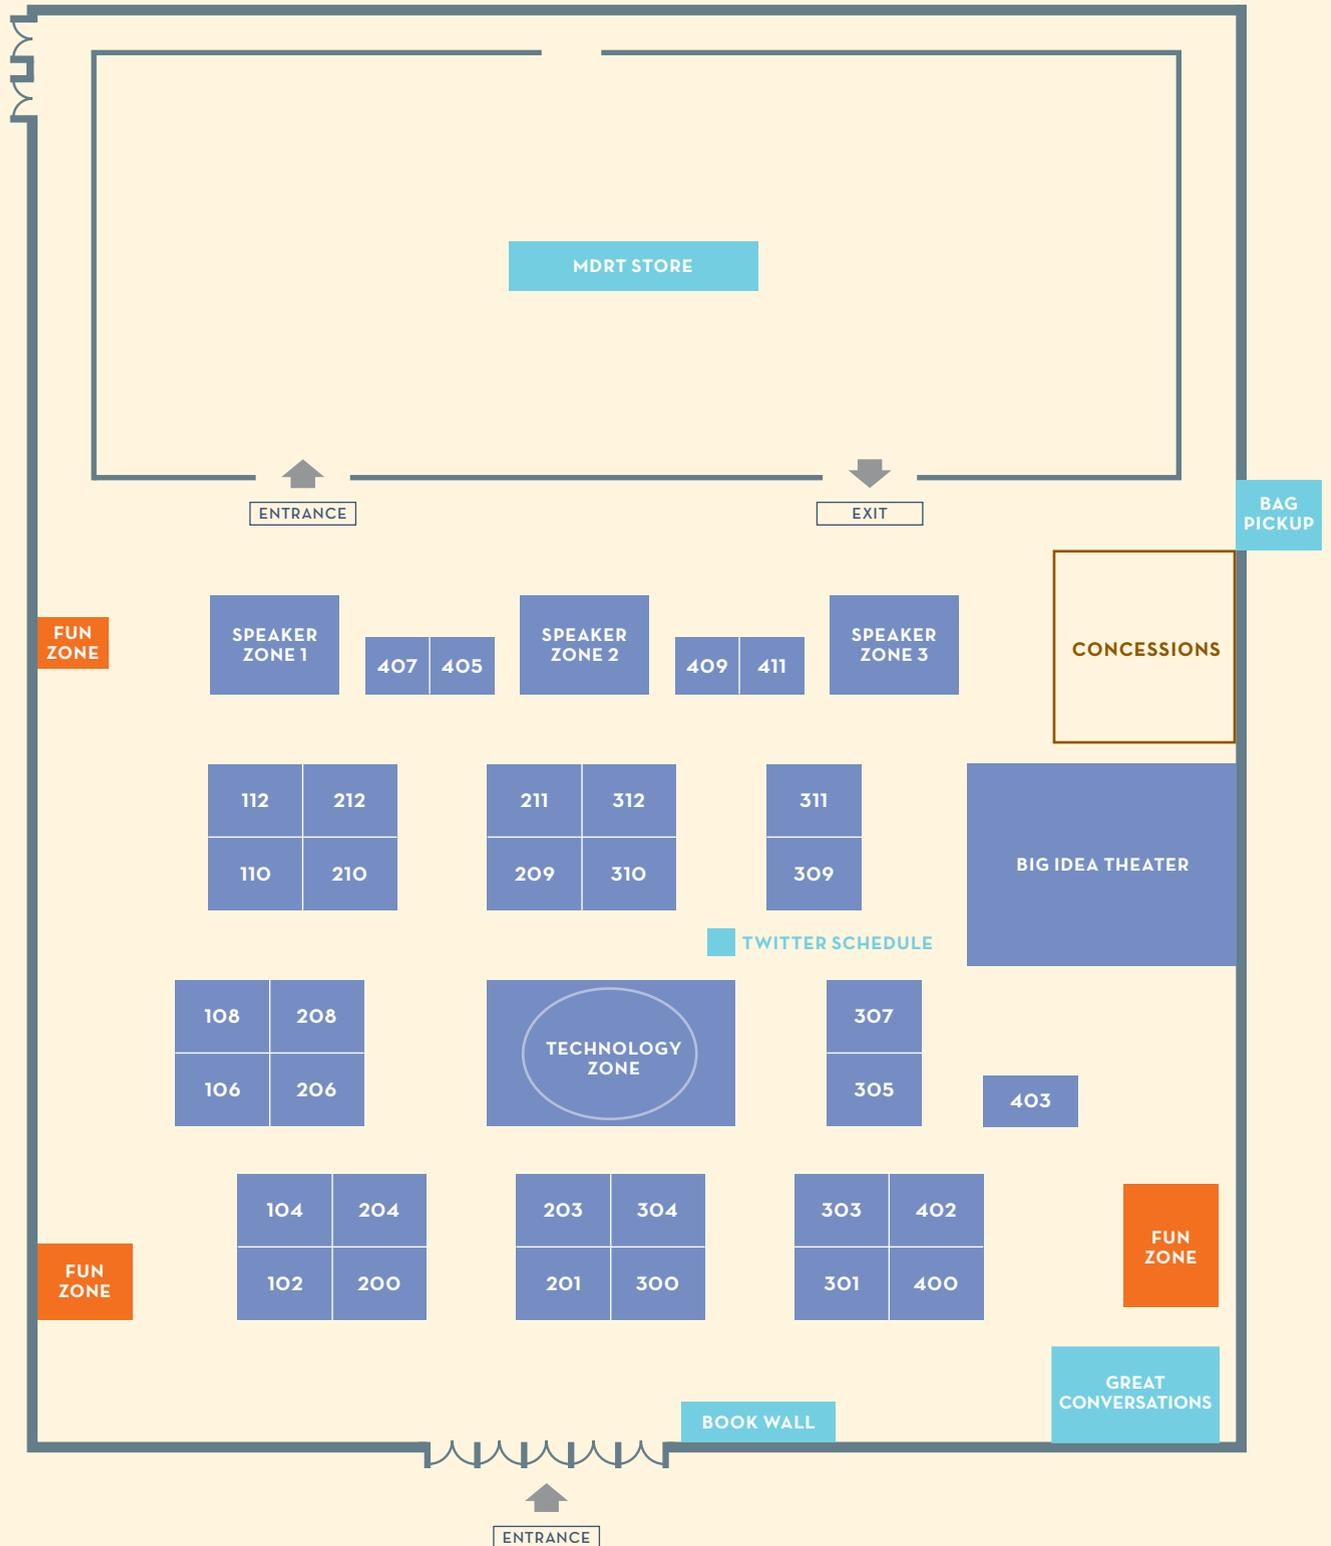 MDRT STORE
ENTRANCE
EXIT
BAG
PICKUP
FUN
ZONE
SPEAKER
ZONE 1
407
405
SPEAKER
ZONE 2
409
411
SPEAKER
ZONE 3
CONCESSIONS
112
212
211
312
311
110
210
209
310
309
BIG IDEA THEATER
TWITTER SCHEDULE
108
208
307
106
206
TECHNOLOGY
ZONE
305
403
104
204
203
304
303
402
FUN
ZONE
102
200
201
300
301
400
FUN
ZONE
GREAT
CONVERSATIONS
BOOK WALL
ENTRANCE